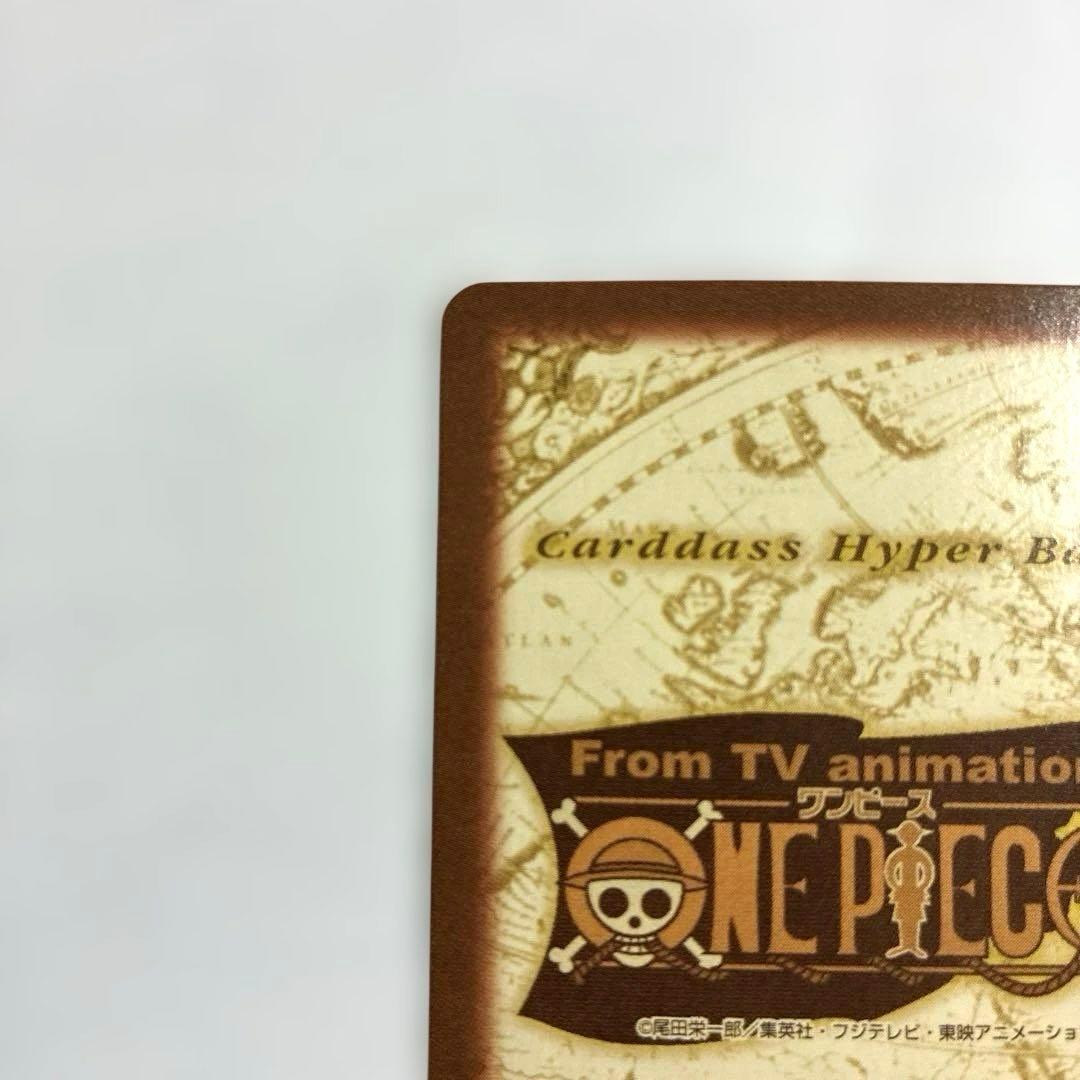 Carddass Hyper Ba
CLAN
From TV animation
ワンピース
ONE PIECE
©尾田栄一郎／集英社・フジテレビ・東映アニメーショ